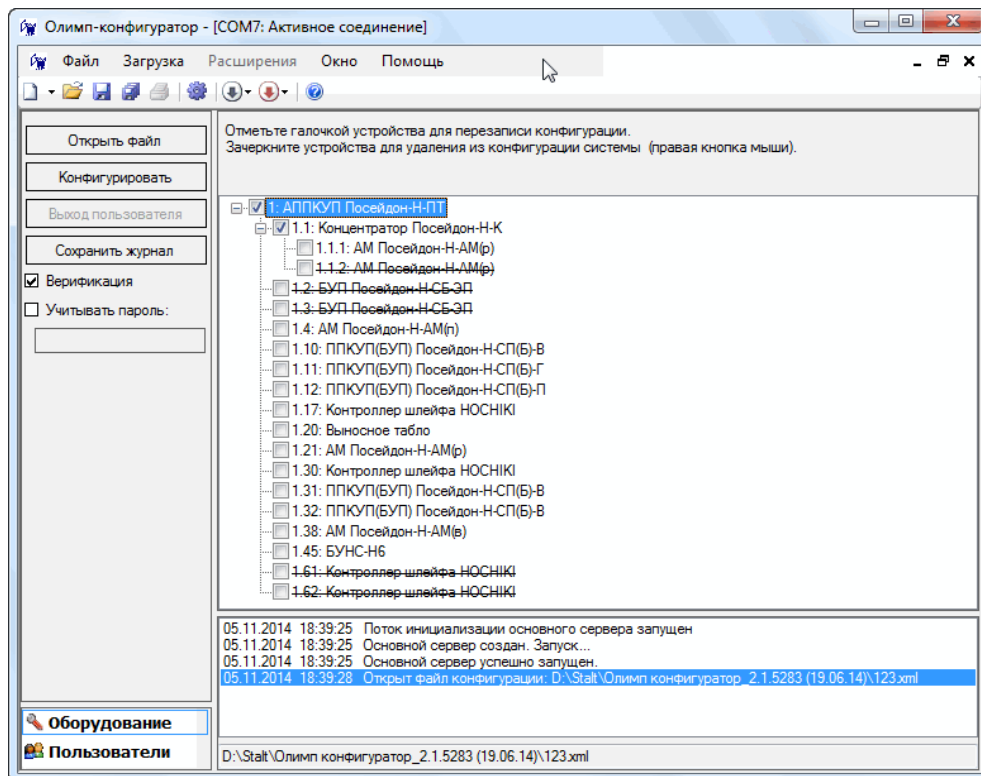 Олимп-конфигуратор - [COM7: Активное соединение]
Файл Загрузка Расширения Окно Помощь
Открыть файл
Конфигурировать
Выход пользователя
Сохранить журнал
Верификация
Учитывать пароль:
Отметьте галочкой устройства для перезаписи конфигурации.
Зачеркните устройства для удаления из конфигурации системы (правая кнопка мыши).
1: АППКУП Посейдон-Н-ПТ
1.1: Концентратор Посейдон-Н-К
1.1.1: АМ Посейдон-Н-АМ(р)
1.1.2: АМ Посейдон-Н-АМ(р)
1.2: БУП Посейдон-Н-СБ-ЭП
1.3: БУП Посейдон-Н-СБ-ЭП
1.4: АМ Посейдон-Н-АМ(п)
1.10: ППКУП(БУП) Посейдон-Н-СП(Б)-В
1.11: ППКУП(БУП) Посейдон-Н-СП(Б)-Г
1.12: ППКУП(БУП) Посейдон-Н-СП(Б)-П
1.17: Контроллер шлейфа HOCHIKI
1.20: Выносное табло
1.21: АМ Посейдон-Н-АМ(р)
1.30: Контроллер шлейфа HOCHIKI
1.31: ППКУП(БУП) Посейдон-Н-СП(Б)-В
1.32: ППКУП(БУП) Посейдон-Н-СП(Б)-В
1.38: АМ Посейдон-Н-АМ(в)
1.45: БУНС-Н6
1.61: Контроллер шлейфа HOCHIKI
1.62: Контроллер шлейфа HOCHIKI
05.11.2014 18:39:25 Поток инициализации основного сервера запущен
05.11.2014 18:39:25 Основной сервер создан. Запуск...
05.11.2014 18:39:25 Основной сервер успешно запущен.
05.11.2014 18:39:28 Открыт файл конфигурации: D:\Stalt\Олимп конфигуратор_2.1.5283 (19.06.14)\123.xml
Оборудование
Пользователи
D:\Stalt\Олимп конфигуратор_2.1.5283 (19.06.14)\123.xml